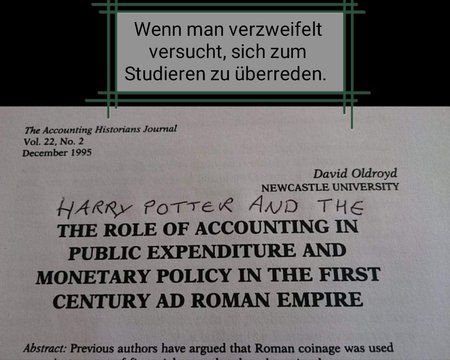 Wenn man verzweifelt
versucht, sich zum
Studieren zu überreden.
The Accounting Historians Journal
Vol. 22, No. 2
December 1995
David Oldroyd
NEWCASTLE UNIVERSITY
HARRY POTTER AND THE
THE ROLE OF ACCOUNTING IN
PUBLIC EXPENDITURE AND
MONETARY POLICY IN THE FIRST
CENTURY AD ROMAN EMPIRE
Abstract: Previous authors have argued that Roman coinage was used